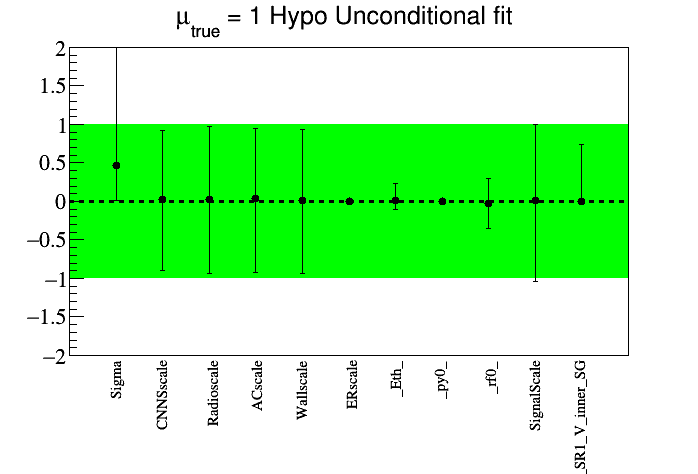 μtrue = 1 Hypo Unconditional fit
2
1.5
1
0.5
0
−0.5
−1
−1.5
−2
Sigma
CNNSscale
Radioscale
ACscale
Wallscale
ERscale
_Eth_
_py0_
_rf0_
SignalScale
_SR1_V_inner_SG